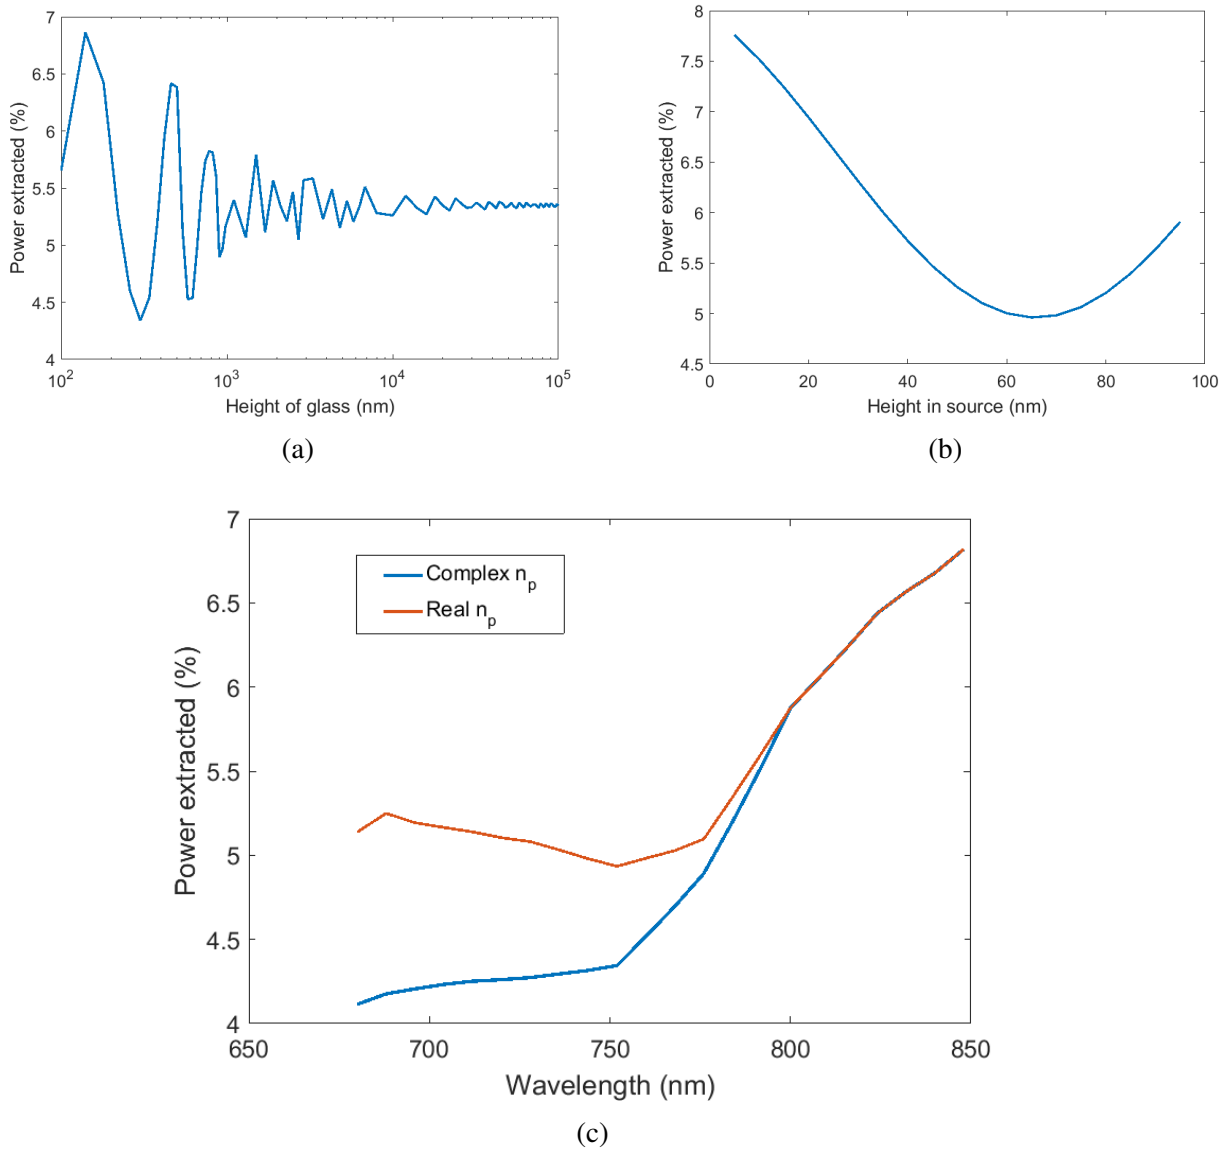 7
6.5
6
5.5
5
4.5
4
Power extracted (%)
10^2 10^3 10^4 10^5
Height of glass (nm)
(a)
8
7.5
7
6.5
6
5.5
5
4.5
Power extracted (%)
0 20 40 60 80 100
Height in source (nm)
(b)
7
6.5
6
5.5
5
4.5
4
Power extracted (%)
Complex n_p
Real n_p
650 700 750 800 850
Wavelength (nm)
(c)